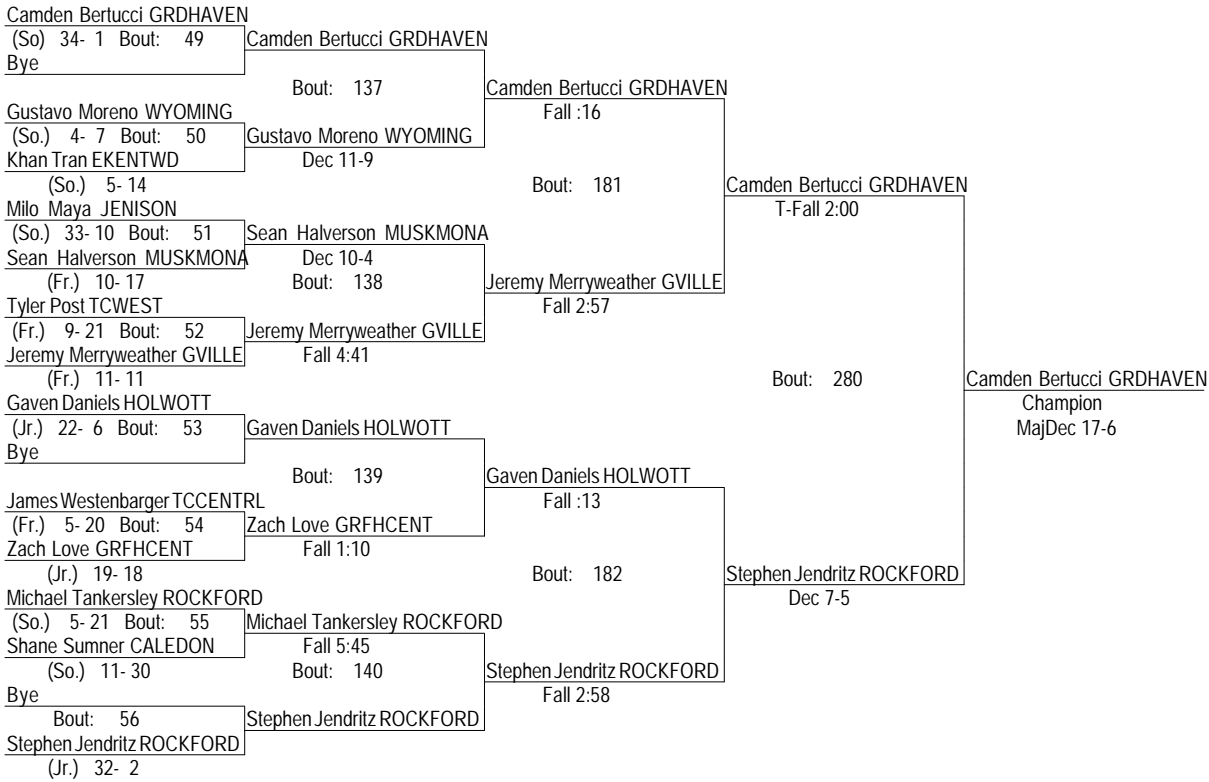 Camden Bertucci GRDHAVEN
(So) 34- 1 Bout: 49 Camden Bertucci GRDHAVEN
Bye
Bout: 137 Camden Bertucci GRDHAVEN
Gustavo Moreno WYOMING Fall :16
(So.) 4- 7 Bout: 50 Gustavo Moreno WYOMING
Khan Tran EKENTWD Dec 11-9
(So.) 5- 14 Bout: 181 Camden Bertucci GRDHAVEN
Milo Maya JENISON T-Fall 2:00
(So.) 33- 10 Bout: 51 Sean Halverson MUSKMONA
Sean Halverson MUSKMONA Dec 10-4
(Fr.) 10- 17 Bout: 138 Jeremy Merryweather GVILLE
Tyler Post TCWEST Fall 2:57
(Fr.) 9- 21 Bout: 52 Jeremy Merryweather GVILLE
Jeremy Merryweather GVILLE Fall 4:41
(Fr.) 11- 11 Bout: 280 Camden Bertucci GRDHAVEN
Gaven Daniels HOLWOTT Champion
(Jr.) 22- 6 Bout: 53 Gaven Daniels HOLWOTT MajDec 17-6
Bye
Bout: 139 Gaven Daniels HOLWOTT
James Westenbarger TCCENTRL Fall :13
(Fr.) 5- 20 Bout: 54 Zach Love GRFHCENT
Zach Love GRFHCENT Fall 1:10
(Jr.) 19- 18 Bout: 182 Stephen Jendritz ROCKFORD
Michael Tankersley ROCKFORD Dec 7-5
(So.) 5- 21 Bout: 55 Michael Tankersley ROCKFORD
Shane Sumner CALEDON Fall 5:45
(So.) 11- 30 Bout: 140 Stephen Jendritz ROCKFORD
Bye Fall 2:58
Bout: 56 Stephen Jendritz ROCKFORD
Stephen Jendritz ROCKFORD
(Jr.) 32- 2